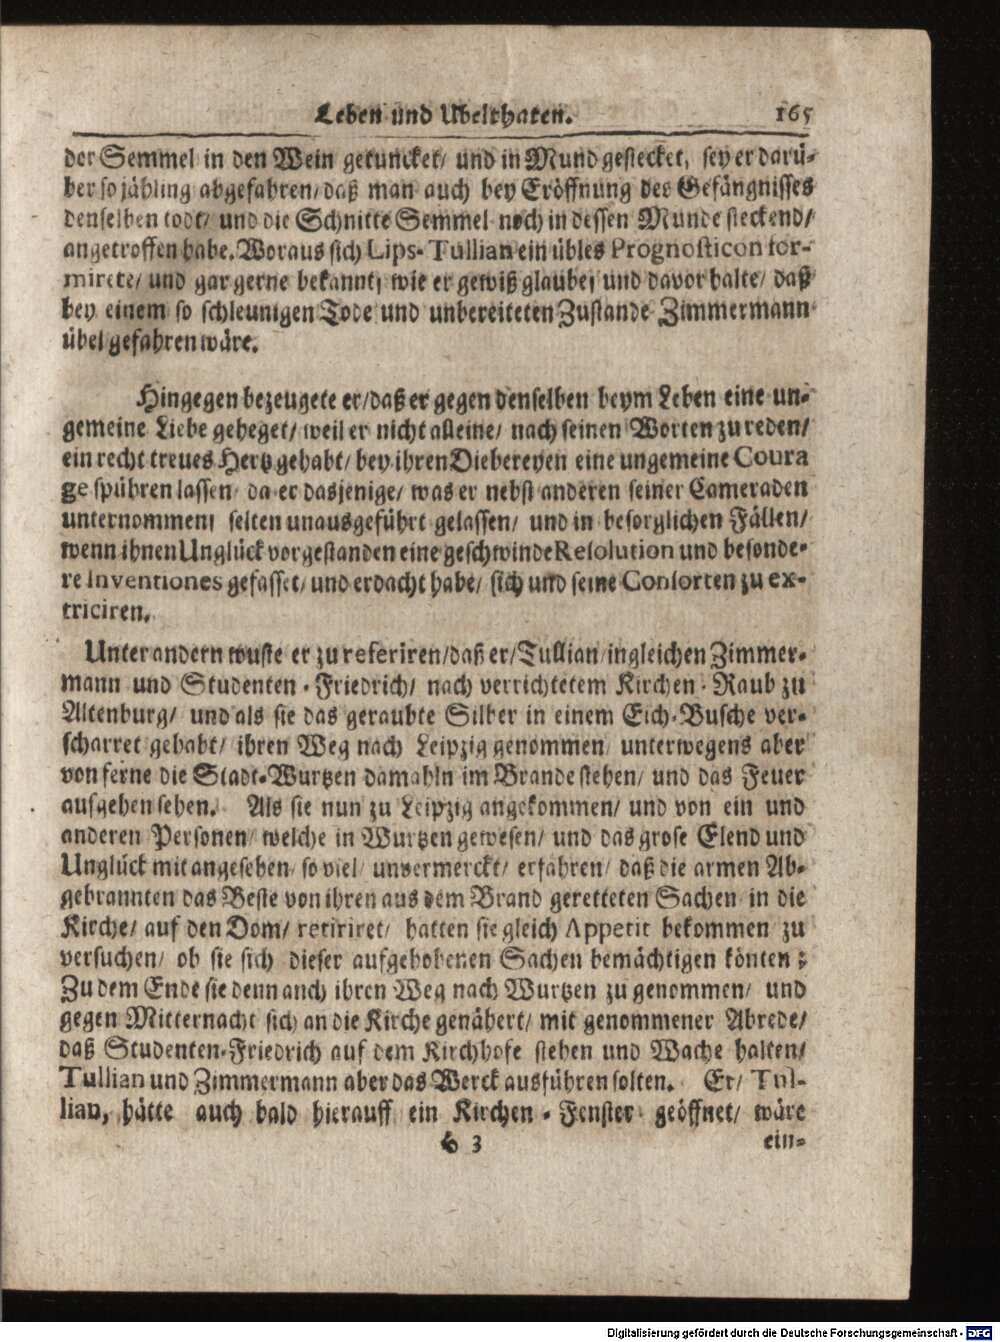 Leben und Ubelthaten. 165
der Semmel in den Wein getuncket/ und in Mund gestecket, sey er darü-
ber so jähling abgefahren/ daß man auch bey Eröffnung des Gefängnisses
denselben todt/ und die Schnitte Semmel noch in dessen Munde steckend/
angetroffen habe. Woraus sich Lips-Tullian ein übles Prognosticon for-
mirete/ und gar gerne bekannt/ wie er gewiß glaube/ und davor halte/ daß
bey einem so schleunigen Tode und unbereiteten Zustande Zimmermann
übel gefahren wäre.
Hingegen bezeugete er/ daß er gegen denselben beym Leben eine un-
gemeine Liebe geheget/ weil er nicht alleine/ nach seinen Worten zu reden/
ein recht treues Hertz gehabt/ bey ihren Diebereyen eine ungemeine Coura
ge spühren lassen/ da er dasjenige/ was er nebst anderen seiner Cameraden
unternommen/ selten unausgeführt gelassen/ und in besorglichen Fällen/
wenn ihnen Unglück vorgestanden eine geschwinde Resolution und besonde-
re Inventiones gefasset/ und erdacht habe/ sich und seine Consorten zu ex-
triciren.
Unter andern wuste er zu referiren/ daß er/ Tullian/ ingleichen Zimmer-
mann und Studenten-Friedrich/ nach verrichtetem Kirchen-Raub zu
Altenburg/ und als sie das geraubte Silber in einem Eich-Busche ver-
scharret gehabt/ ihren Weg nach Leipzig genommen/ unterwegens aber
von ferne die Stadt-Wurtzen damahln im Brande stehen/ und das Feuer
aufgehen sehen. Als sie nun zu Leipzig angekommen/ und von ein und
anderen Personen/ welche in Wurtzen gewesen/ und das grose Elend und
Unglück mit angesehen/ so viel/ unvermerckt/ erfahren/ daß die armen Ab-
gebrannten das Beste von ihren aus dem Brand geretteten Sachen in die
Kirche/ auf den Dom/ retiriret/ hatten sie gleich Appetit bekommen zu
versuchen/ ob sie sich dieser aufgehobenen Sachen bemächtigen könten;
Zu dem Ende sie denn auch ihren Weg nach Wurtzen zu genommen/ und
gegen Mitternacht sich an die Kirche genähert/ mit genommener Abrede/
daß Studenten-Friedrich auf dem Kirchhofe stehen und Wache halten/
Tullian und Zimmermann aber das Werck ausführen solten. Er/ Tul-
lian, hätte auch bald hierauff ein Kirchen-Fenster geöffnet/ wäre
3 ein-
Digitalisierung gefördert durch die Deutsche Forschungsgemeinschaft - DFG